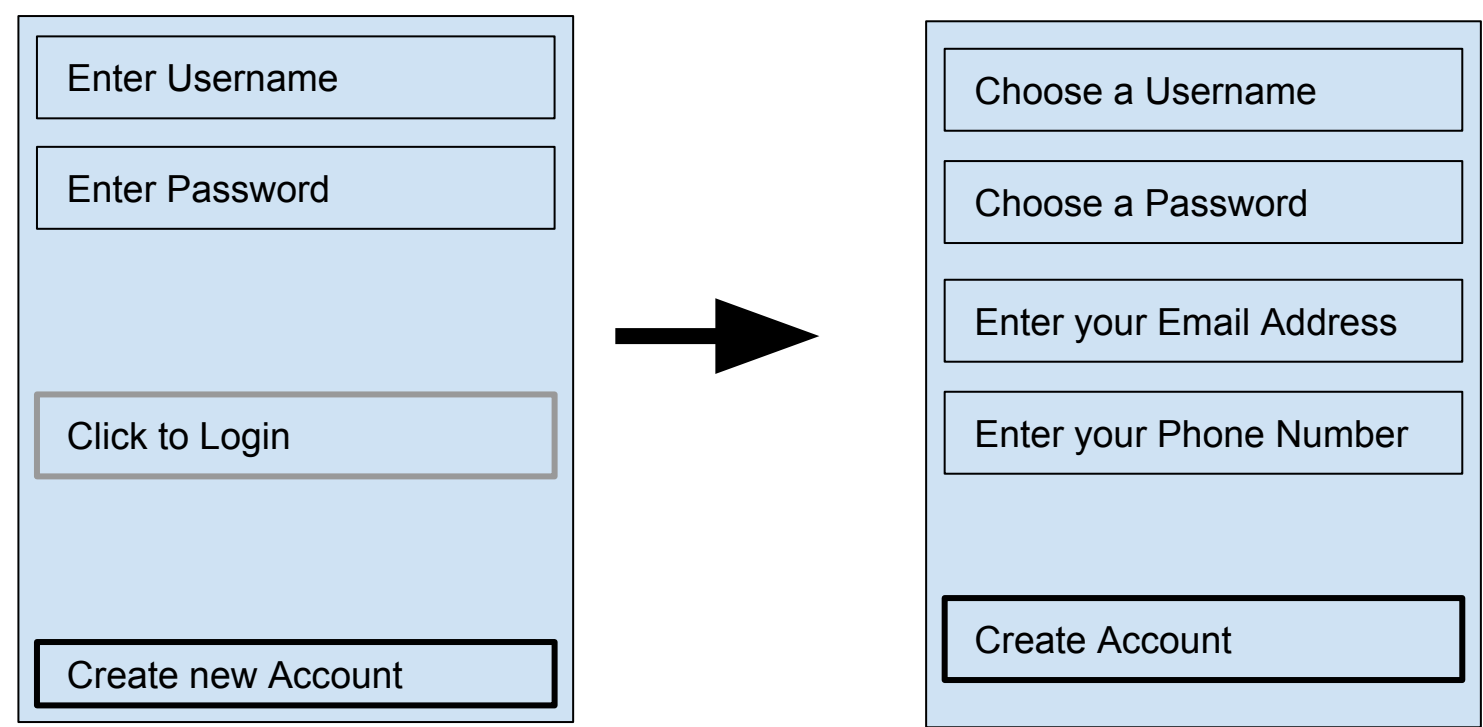 Enter Username
Enter Password
Click to Login
Create new Account
Choose a Username
Choose a Password
Enter your Email Address
Enter your Phone Number
Create Account